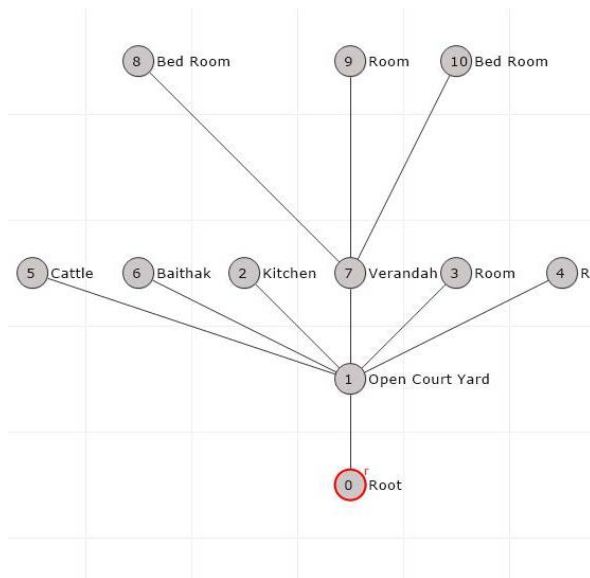 8 Bed Room 9 Room 10 Bed Room
5 Cattle 6 Baithak 2 Kitchen 7 Verandah 3 Room 4 R
1 Open Court Yard
r
0 Root